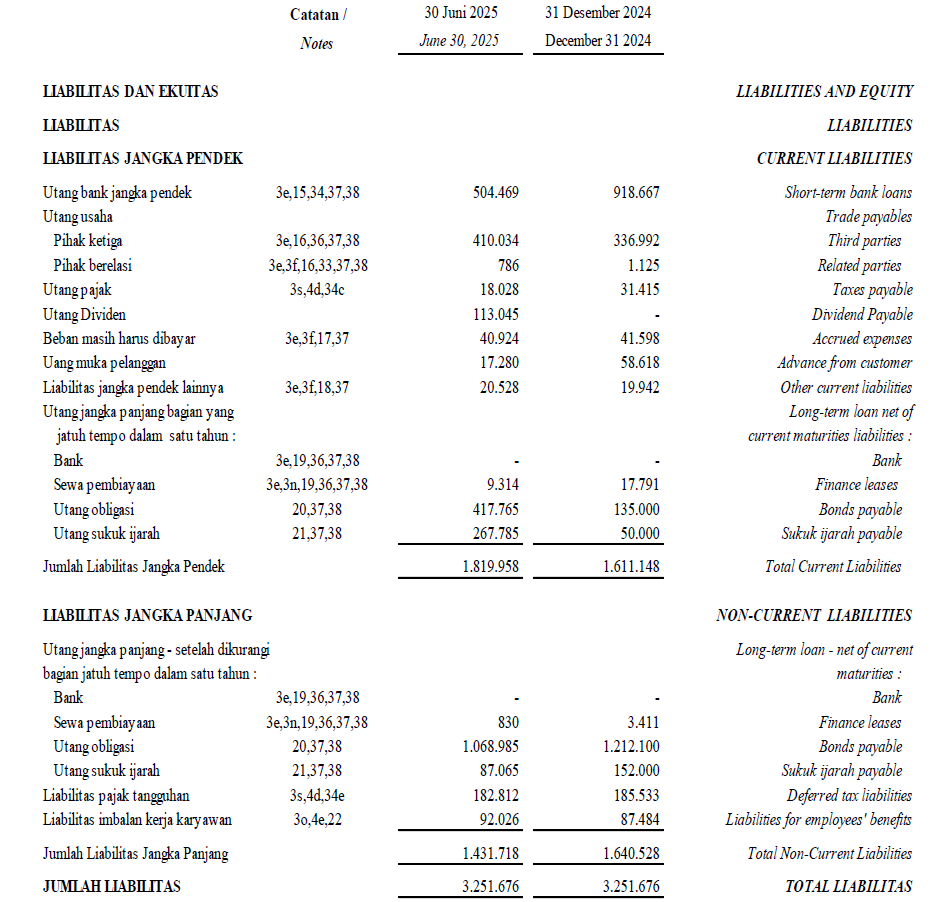 Catatan / 30 Juni 2025 31 Desember 2024
Notes June 30, 2025 December 31 2024
LIABILITAS DAN EKUITAS LIABILITIES AND EQUITY
LIABILITAS LIABILITIES
LIABILITAS JANGKA PENDEK CURRENT LIABILITIES
Utang bank jangka pendek 3e,15,34,37,38 504.469 918.667 Short-term bank loans
Utang usaha Trade payables
Pihak ketiga 3e,16,36,37,38 410.034 336.992 Third parties
Pihak berelasi 3e,3f,16,33,37,38 786 1.125 Related parties
Utang pajak 3s,4d,34c 18.028 31.415 Taxes payable
Utang Dividen 113.045 - Dividend Payable
Beban masih harus dibayar 3e,3f,17,37 40.924 41.598 Accrued expenses
Uang muka pelanggan 17.280 58.618 Advance from customer
Liabilitas jangka pendek lainnya 3e,3f,18,37 20.528 19.942 Other current liabilities
Utang jangka panjang bagian yang Long-term loan net of
jatuh tempo dalam satu tahun : current maturities liabilities :
Bank 3e,19,36,37,38 - - Bank
Sewa pembiayaan 3e,3n,19,36,37,38 9.314 17.791 Finance leases
Utang obligasi 20,37,38 417.765 135.000 Bonds payable
Utang sukuk ijarah 21,37,38 267.785 50.000 Sukuk ijarah payable
Jumlah Liabilitas Jangka Pendek 1.819.958 1.611.148 Total Current Liabilities
LIABILITAS JANGKA PANJANG NON-CURRENT LIABILITIES
Utang jangka panjang - setelah dikurangi Long-term loan - net of current
bagian jatuh tempo dalam satu tahun : maturities :
Bank 3e,19,36,37,38 - - Bank
Sewa pembiayaan 3e,3n,19,36,37,38 830 3.411 Finance leases
Utang obligasi 20,37,38 1.068.985 1.212.100 Bonds payable
Utang sukuk ijarah 21,37,38 87.065 152.000 Sukuk ijarah payable
Liabilitas pajak tangguhan 3s,4d,34e 182.812 185.533 Deferred tax liabilities
Liabilitas imbalan kerja karyawan 3o,4e,22 92.026 87.484 Liabilities for employees' benefits
Jumlah Liabilitas Jangka Panjang 1.431.718 1.640.528 Total Non-Current Liabilities
JUMLAH LIABILITAS 3.251.676 3.251.676 TOTAL LIABILITAS